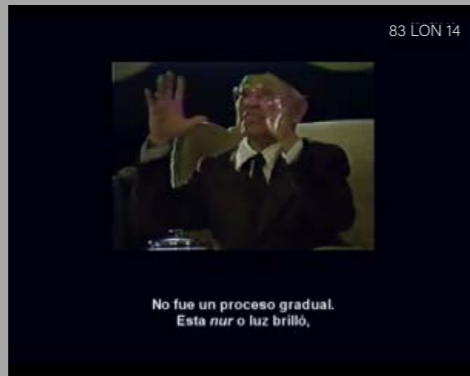 83 LON 14
No fue un proceso gradual.
Esta nur o luz brilló,